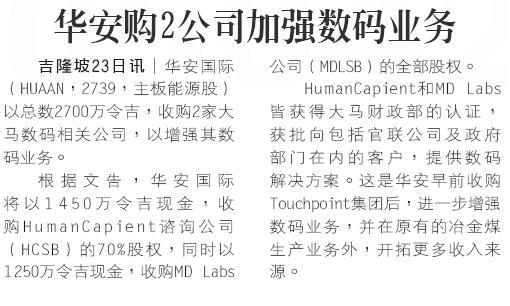 华安购2公司加强数码业务
吉隆坡23日讯｜华安国际
（HUAAN，2739，主板能源股）
以总数2700万令吉，收购2家大
马数码相关公司，以增强其数
码业务。
根据文告，华安国际
将以1450万令吉现金，收
购HumanCapient谘询公司
（HCSB）的70%股权，同时以
1250万令吉现金，收购MD Labs
公司（MDLSB）的全部股权。
HumanCapient和MD Labs
皆获得大马财政部的认证，
获批向包括官联公司及政府
部门在内的客户，提供数码
解决方案。这是华安早前收购
Touchpoint集团后，进一步增强
数码业务，并在原有的冶金煤
生产业务外，开拓更多收入来
源。